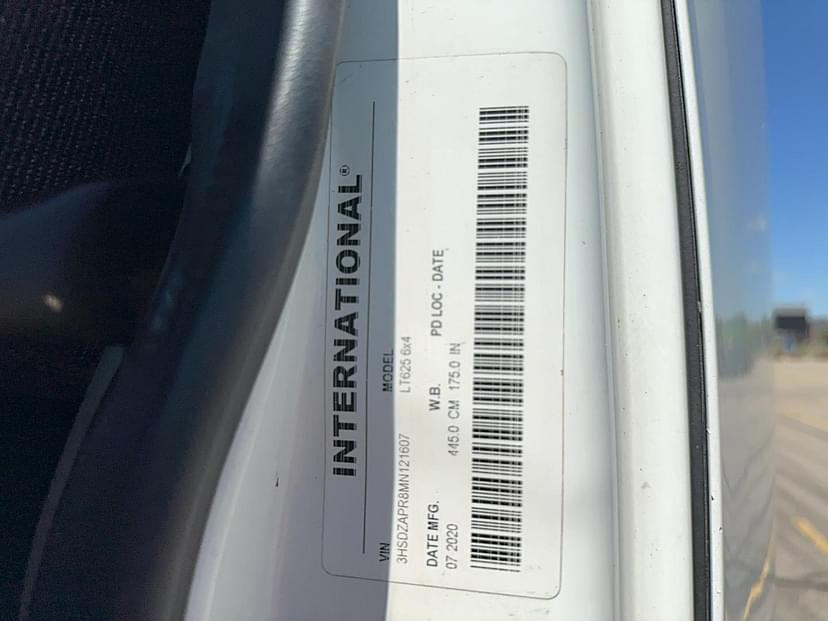 INTERNATIONAL®
VIN MODEL
3HSDZAPR8MN121607 LT625 6x4
DATE MFG. W.B. PD LOC - DATE
07 2020 445.0 CM 175.0 IN